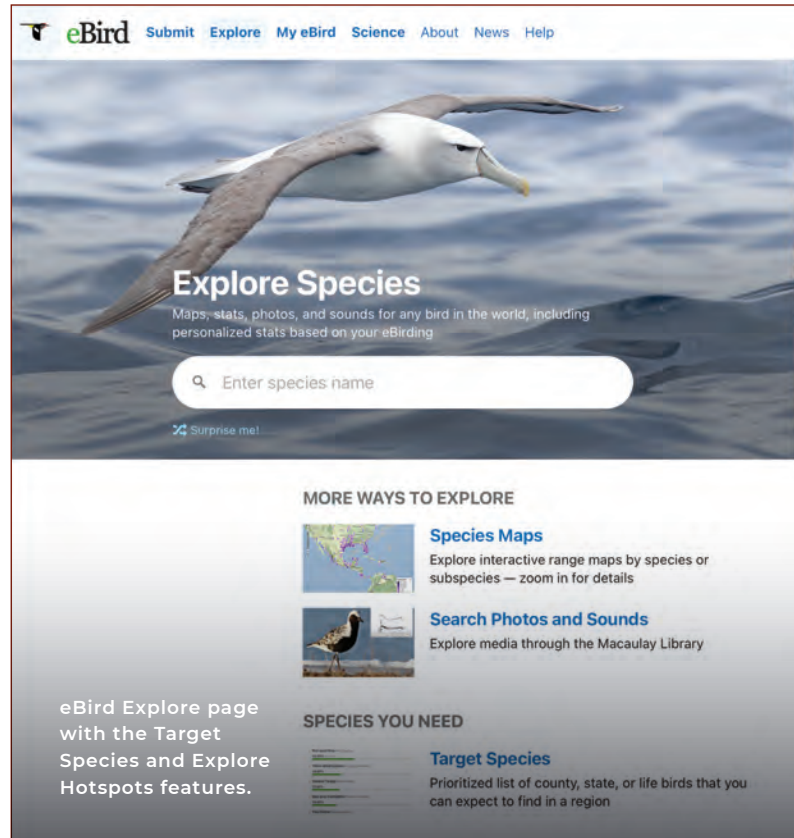 eBird Submit Explore My eBird Science About News Help
Explore Species
Maps, stats, photos, and sounds for any bird in the world, including
personalized stats based on your eBirding
Enter species name
Surprise me!
MORE WAYS TO EXPLORE
Species Maps
Explore interactive range maps by species or
subspecies — zoom in for details
Search Photos and Sounds
Explore media through the Macaulay Library
SPECIES YOU NEED
Target Species
Prioritized list of county, state, or life birds that you
can expect to find in a region
eBird Explore page
with the Target
Species and Explore
Hotspots features.